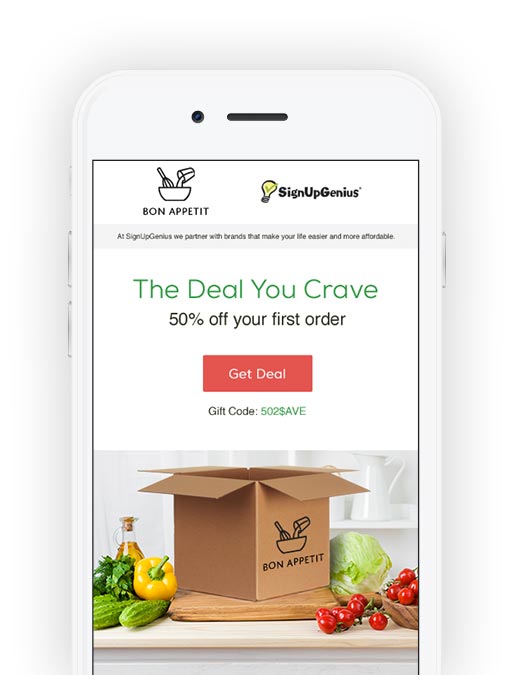 BON APPETIT
SignUpGenius
At SignUpGenius we partner with brands that make your life easier and more affordable.
The Deal You Crave
50% off your first order
Get Deal
Gift Code: 502$AVE
BON APPETIT